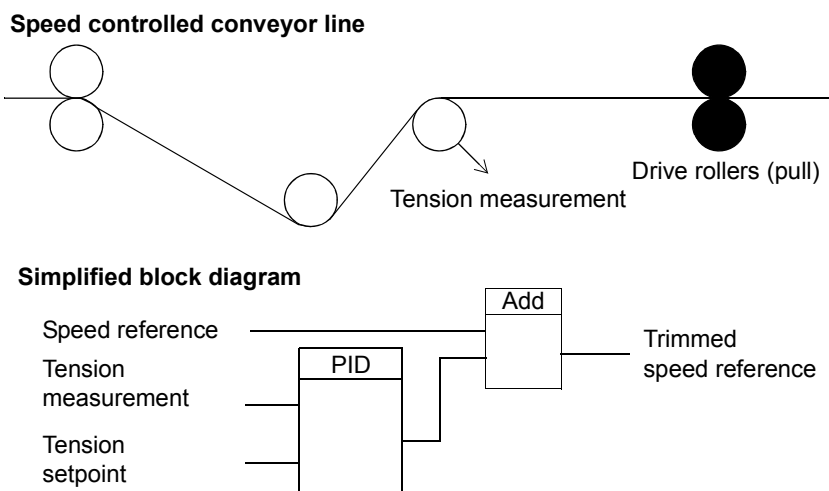 Speed controlled conveyor line
Drive rollers (pull)
Tension measurement
Simplified block diagram
Add
Speed reference
Trimmed
speed reference
PID
Tension
measurement
Tension
setpoint